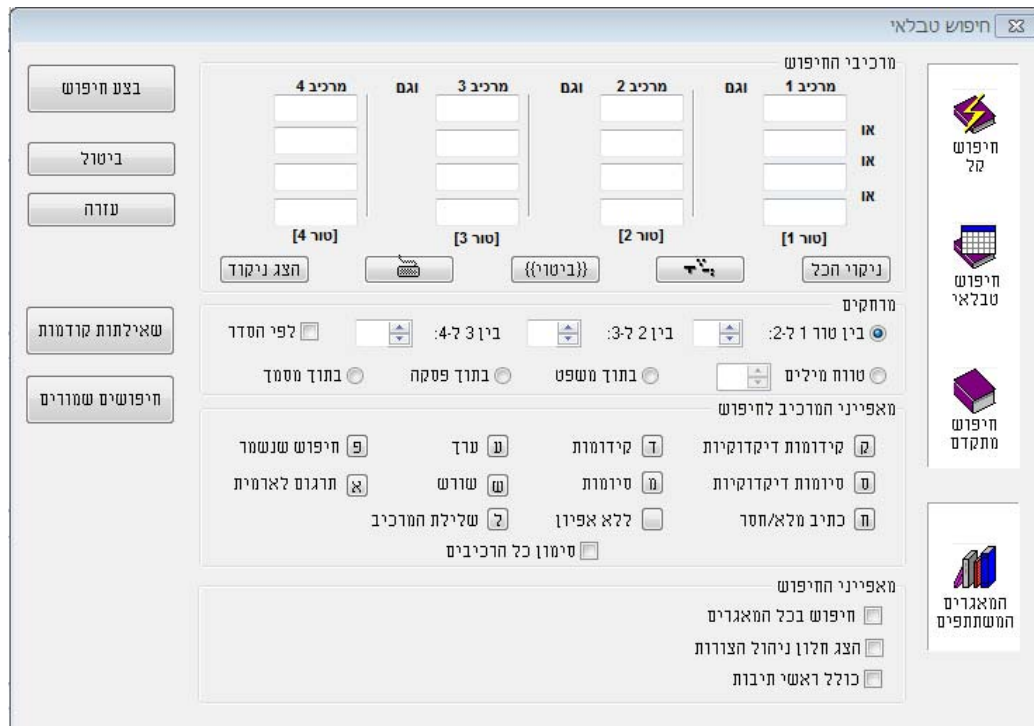 חיפוש טבלאי
חיפוש קל
חיפוש טבלאי
חיפוש מתקדם
המאגרים המשתתפים
מרכיבי החיפוש
מרכיב 1 וגם מרכיב 2 וגם מרכיב 3 וגם מרכיב 4
או
או
או
[טור 1] [טור 2] [טור 3] [טור 4]
ניקוי הכל {{ביטוי}} הצג ניקוד
מרחקים
בין טור 1 ל-2: בין 2 ל-3: בין 3 ל-4: לפי הסדר
טווח מילים בתוך משפט בתוך פסקה בתוך מסמך
מאפייני המרכיב לחיפוש
ק קידומות דיקדוקיות ד קידומות ע ערך פ חיפוש שנשמר
ס סיומות דיקדוקיות מ סיומות ש שורש א תרגום לארמית
ח כתיב מלא/חסר ללא אפיון ל שלילת המרכיב
סימון כל הרכיבים
מאפייני החיפוש
חיפוש בכל המאגרים
הצג חלון ניהול הצורות
כולל ראשי תיבות
בצע חיפוש
ביטול
עזרה
שאילתות קודמות
חיפושים שמורים